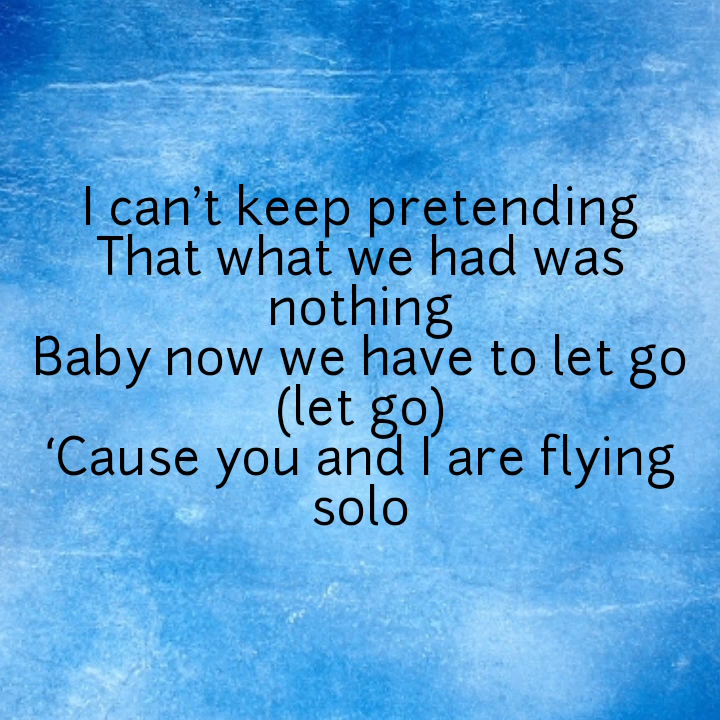 I can’t keep pretending
That what we had was
nothing
Baby now we have to let go
(let go)
‘Cause you and I are flying
solo